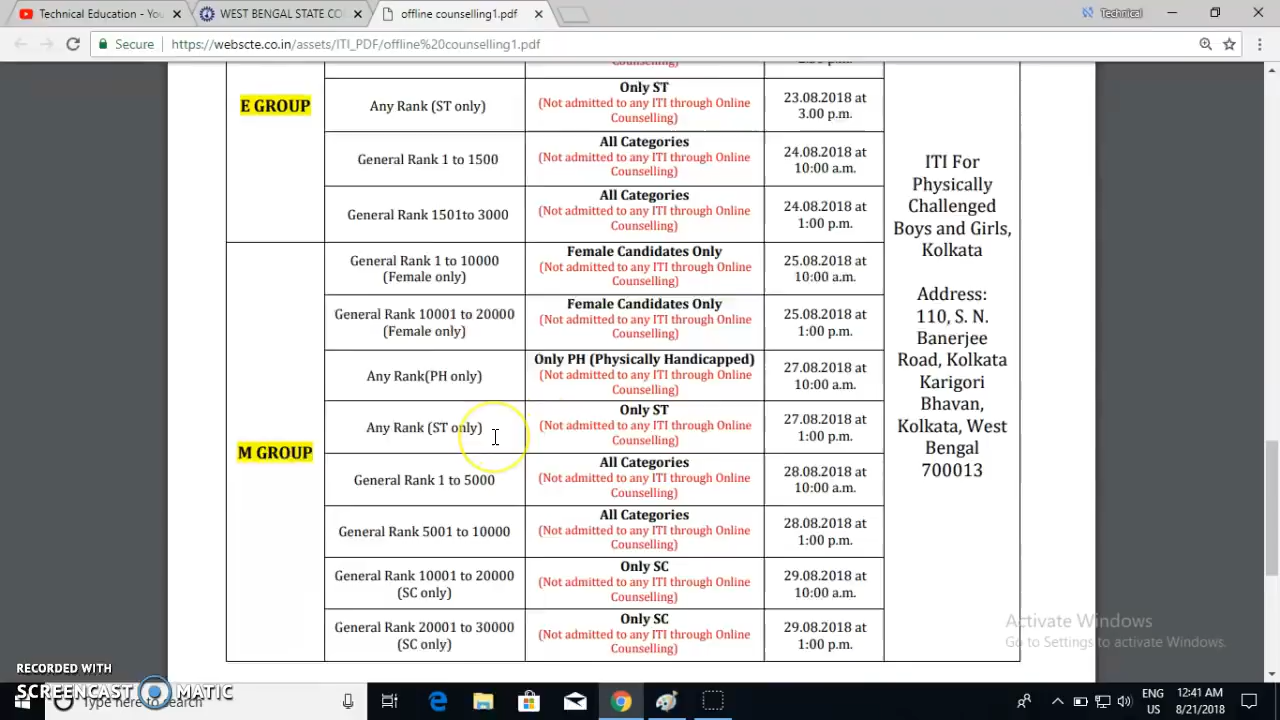 YouTube Editor - YouTube
WEST BENGAL STATE CO
offline counselling1.pdf
Technical
Secure
https://webscte.co.in/assets/ITI_PDF/offline%20counselling1.pdf
Counselling)
E GROUP
Any Rank (ST only)
Only ST
(Not admitted to any ITI through Online
Counselling)
23.08.2018 at
3.00 p.m.
General Rank 1 to 1500
All Categories
(Not admitted to any ITI through Online
Counselling)
24.08.2018 at
10:00 a.m.
General Rank 1501to 3000
All Categories
(Not admitted to any ITI through Online
Counselling)
24.08.2018 at
1:00 p.m.
M GROUP
General Rank 1 to 10000
(Female only)
Female Candidates Only
(Not admitted to any ITI through Online
Counselling)
25.08.2018 at
10:00 a.m.
General Rank 10001 to 20000
(Female only)
Female Candidates Only
(Not admitted to any ITI through Online
Counselling)
25.08.2018 at
1:00 p.m.
Any Rank(PH only)
Only PH (Physically Handicapped)
(Not admitted to any ITI through Online
Counselling)
27.08.2018 at
10:00 a.m.
Any Rank (ST only)
Only ST
(Not admitted to any ITI through Online
Counselling)
27.08.2018 at
1:00 p.m.
General Rank 1 to 5000
All Categories
(Not admitted to any ITI through Online
Counselling)
28.08.2018 at
10:00 a.m.
General Rank 5001 to 10000
All Categories
(Not admitted to any ITI through Online
Counselling)
28.08.2018 at
1:00 p.m.
General Rank 10001 to 20000
(SC only)
Only SC
(Not admitted to any ITI through Online
Counselling)
29.08.2018 at
10:00 a.m.
General Rank 20001 to 30000
(SC only)
Only SC
(Not admitted to any ITI through Online
Counselling)
29.08.2018 at
1:00 p.m.
ITI For
Physically
Challenged
Boys and Girls,
Kolkata
Address:
110, S. N.
Banerjee
Road, Kolkata
Karigori
Bhavan,
Kolkata, West
Bengal
700013
Activate Windows
Go to Settings to activate Windows.
RECORDED WITH
SCREENCAST MATIC
Type here to search
ENG
US
12:41 AM
8/21/2018